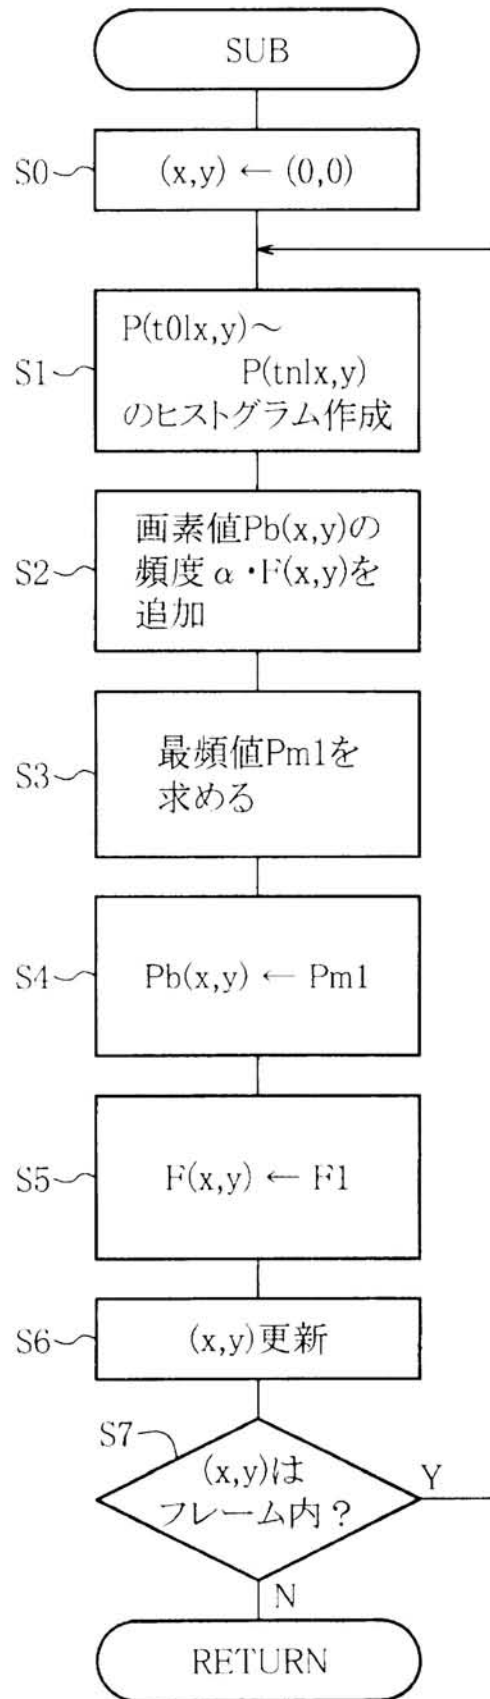 SUB
S0
(x,y) ← (0,0)
S1
P(t0|x,y)～
P(tn|x,y)
のヒストグラム作成
S2
画素値Pb(x,y)の
頻度α・F(x,y)を
追加
S3
最頻値Pm1を
求める
S4
Pb(x,y) ← Pm1
S5
F(x,y) ← F1
S6
(x,y)更新
S7
(x,y)は
フレーム内？
Y
N
RETURN